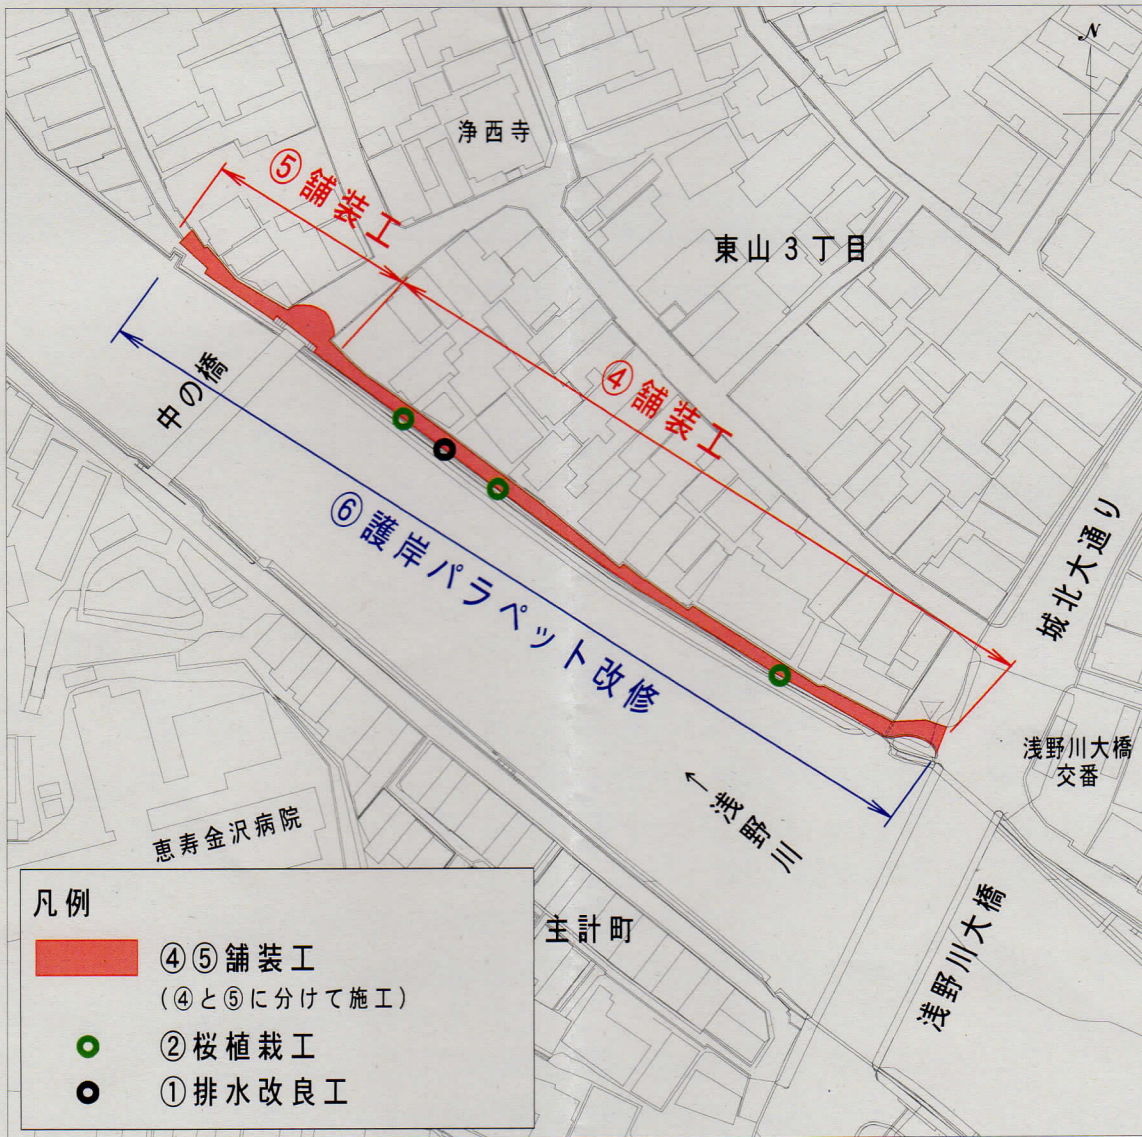 N
浄西寺
⑤舗装工
東山3丁目
中の橋
④舗装工
⑥護岸パラペット改修
城北大通り
浅野川大橋
交番
←浅野川
恵寿金沢病院
主計町
浅野川大橋
凡例
④⑤舗装工
(④と⑤に分けて施工)
②桜植栽工
①排水改良工